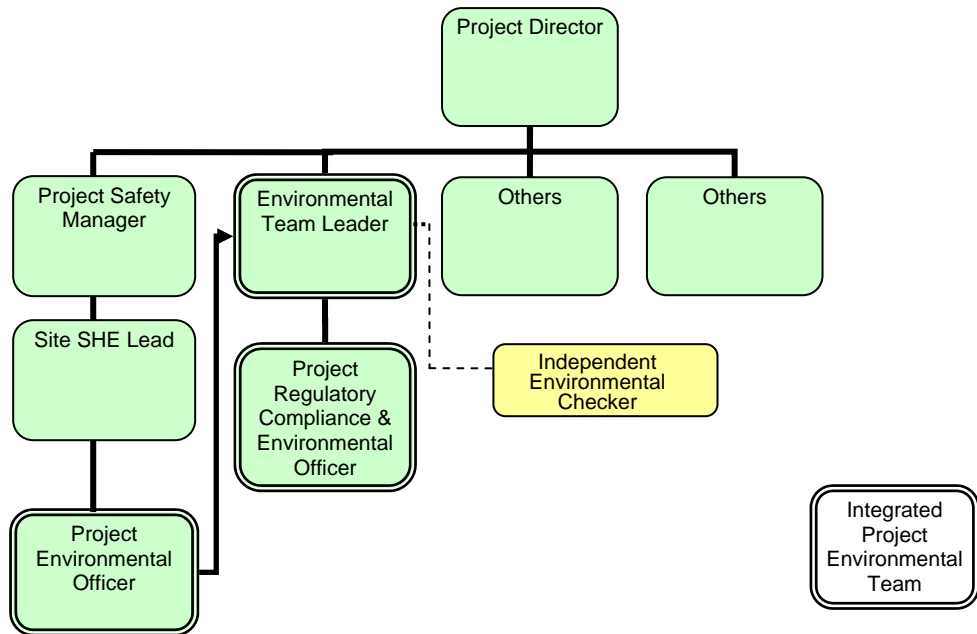 Project Director
Project Safety
Manager
Environmental
Team Leader
Others
Others
Site SHE Lead
Project
Regulatory
Compliance &
Environmental
Officer
Independent
Environmental
Checker
Project
Environmental
Officer
Integrated
Project
Environmental
Team